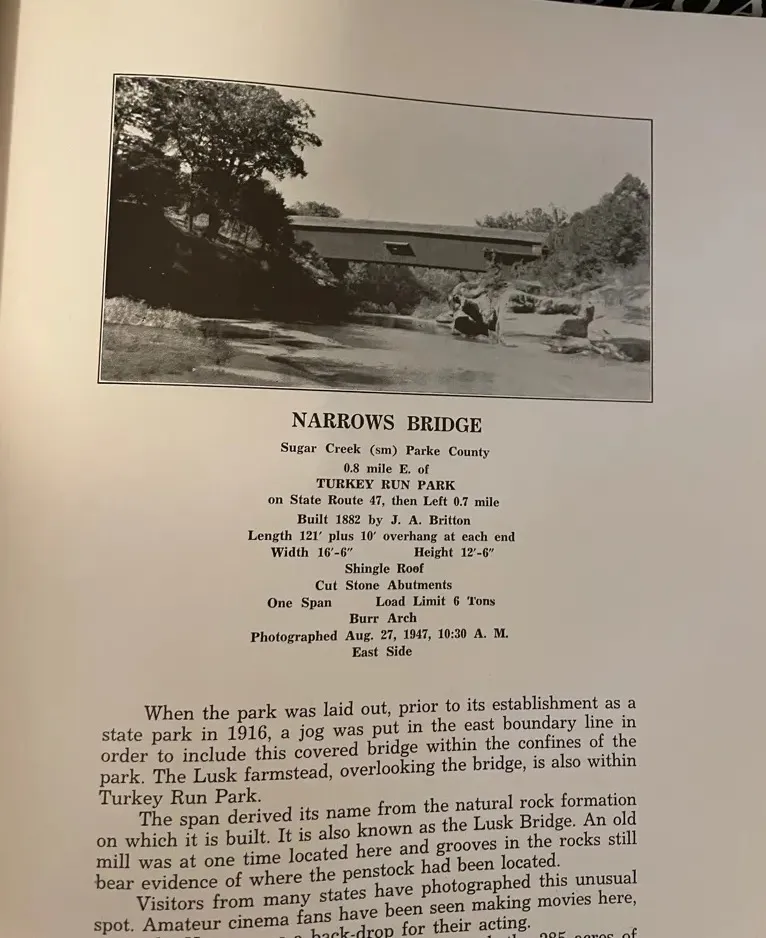 NARROWS BRIDGE
Sugar Creek (sm) Parke County
0.8 mile E. of
TURKEY RUN PARK
on State Route 47, then Left 0.7 mile
Built 1882 by J. A. Britton
Length 121′ plus 10′ overhang at each end
Width 16′-6″ Height 12′-6″
Shingle Roof
Cut Stone Abutments
One Span Load Limit 6 Tons
Burr Arch
Photographed Aug. 27, 1947, 10:30 A. M.
East Side
When the park was laid out, prior to its establishment as a
state park in 1916, a jog was put in the east boundary line in
order to include this covered bridge within the confines of the
park. The Lusk farmstead, overlooking the bridge, is also within
Turkey Run Park.
The span derived its name from the natural rock formation
on which it is built. It is also known as the Lusk Bridge. An old
mill was at one time located here and grooves in the rocks still
bear evidence of where the penstock had been located.
Visitors from many states have photographed this unusual
spot. Amateur cinema fans have been seen making movies here,
back-drop for their acting.
285 acres of